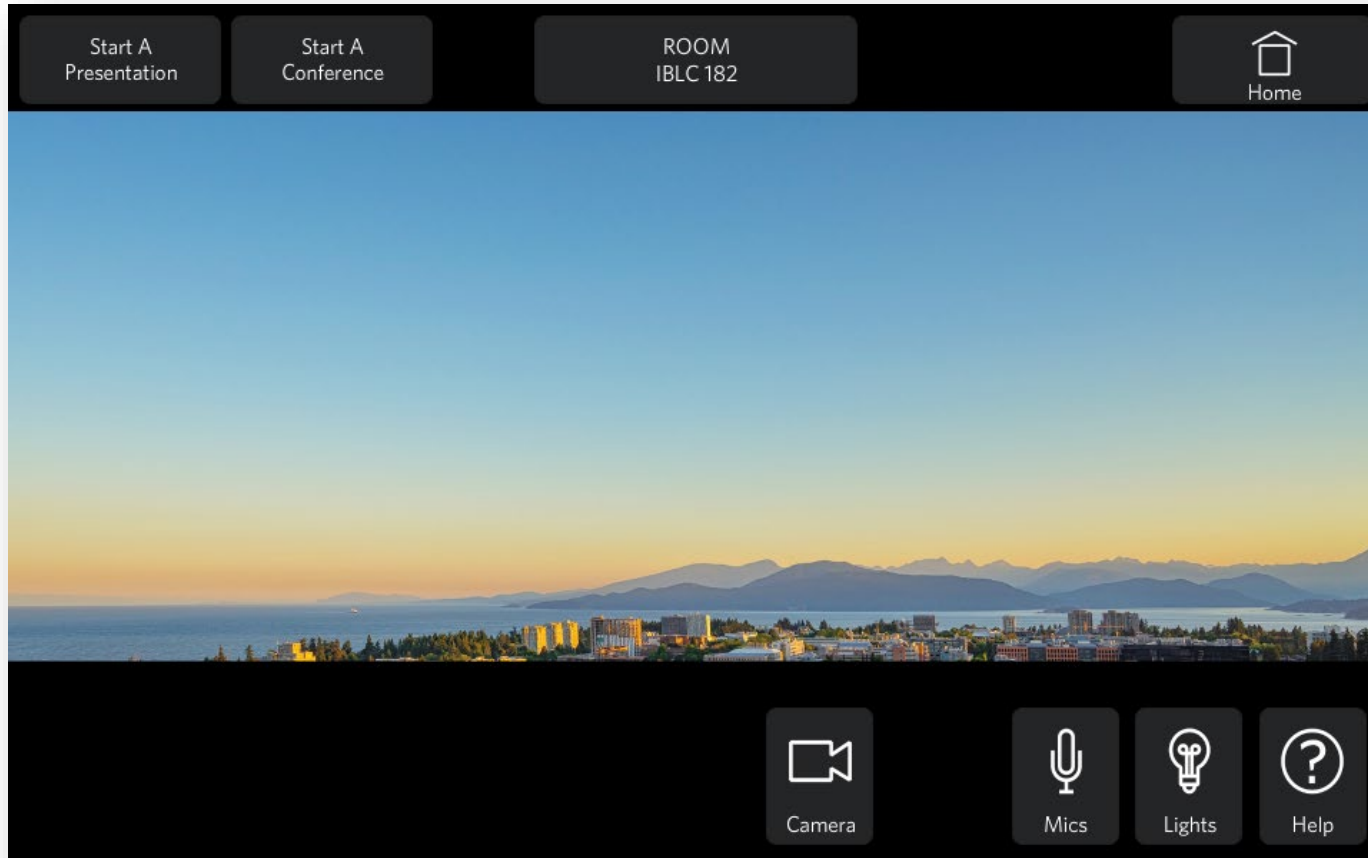 Start A
Presentation
Start A
Conference
ROOM
IBLC 182
Home
Camera
Mics
Lights
Help